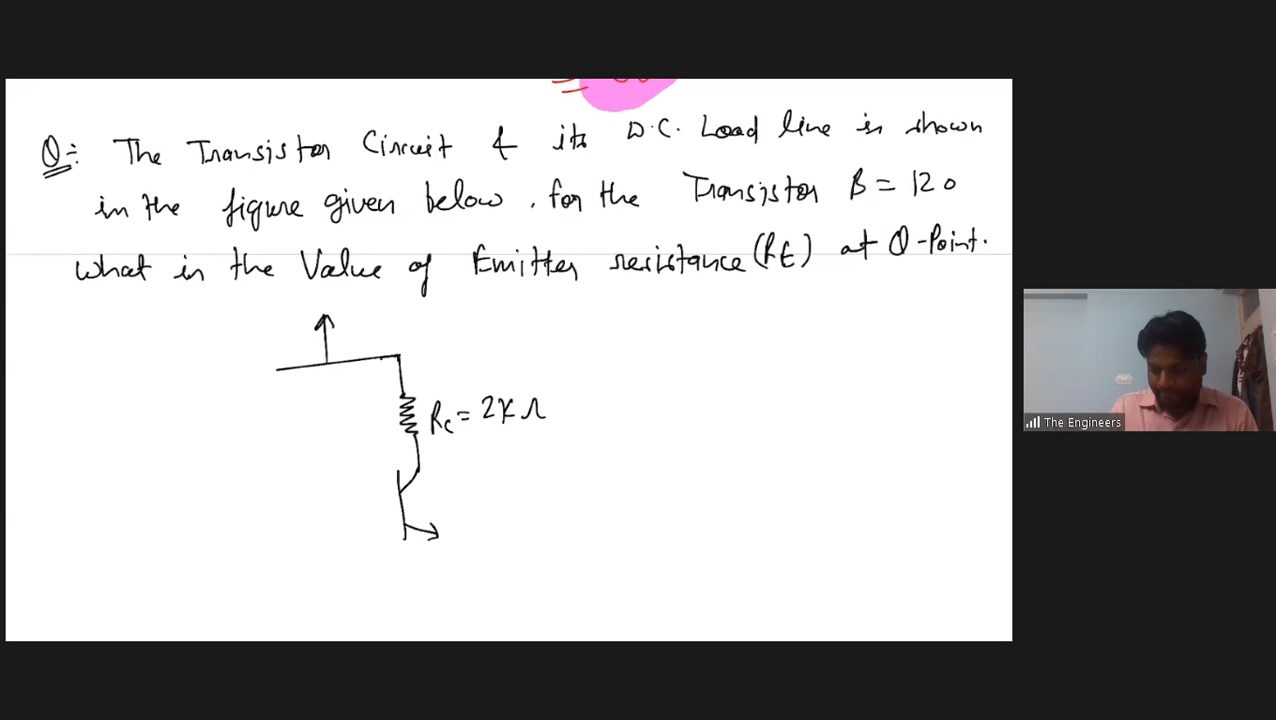 Q:- The Transistor Circuit & its D.C. Load line is shown
in the figure given below. for the Transistor β = 120
what is the Value of Emitter resistance (RE) at Q-Point.
Rc = 2K Ω
The Engineers